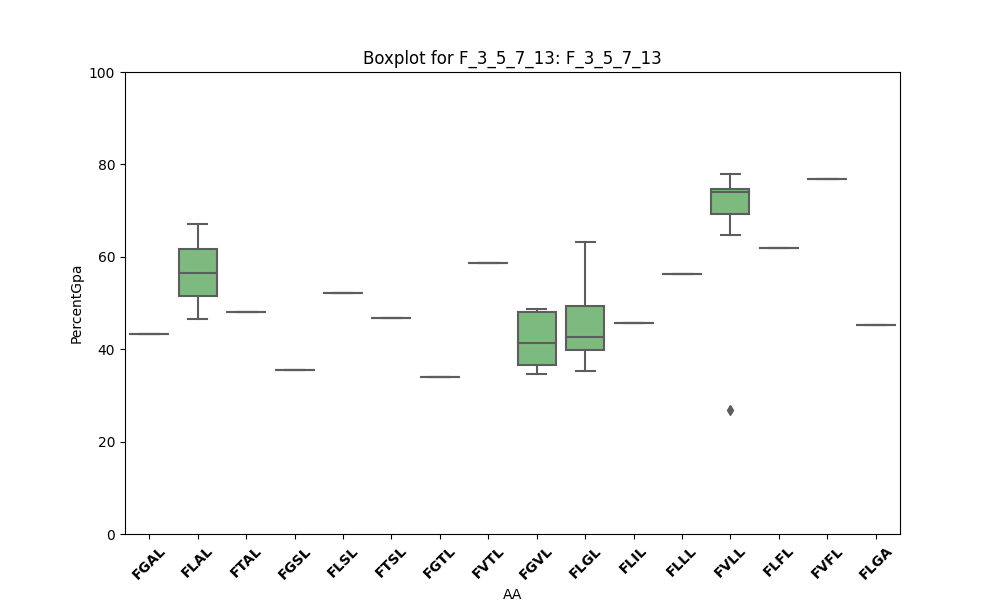 Boxplot for F_3_5_7_13: F_3_5_7_13
100
80
60
40
20
0
PercentGpa
FGAL FLAL FTAL FGSL FLSL FTSL FGTL FVTL FGVL FLGL FLIL FLLL FVLL FLFL FVFL FLGA
AA